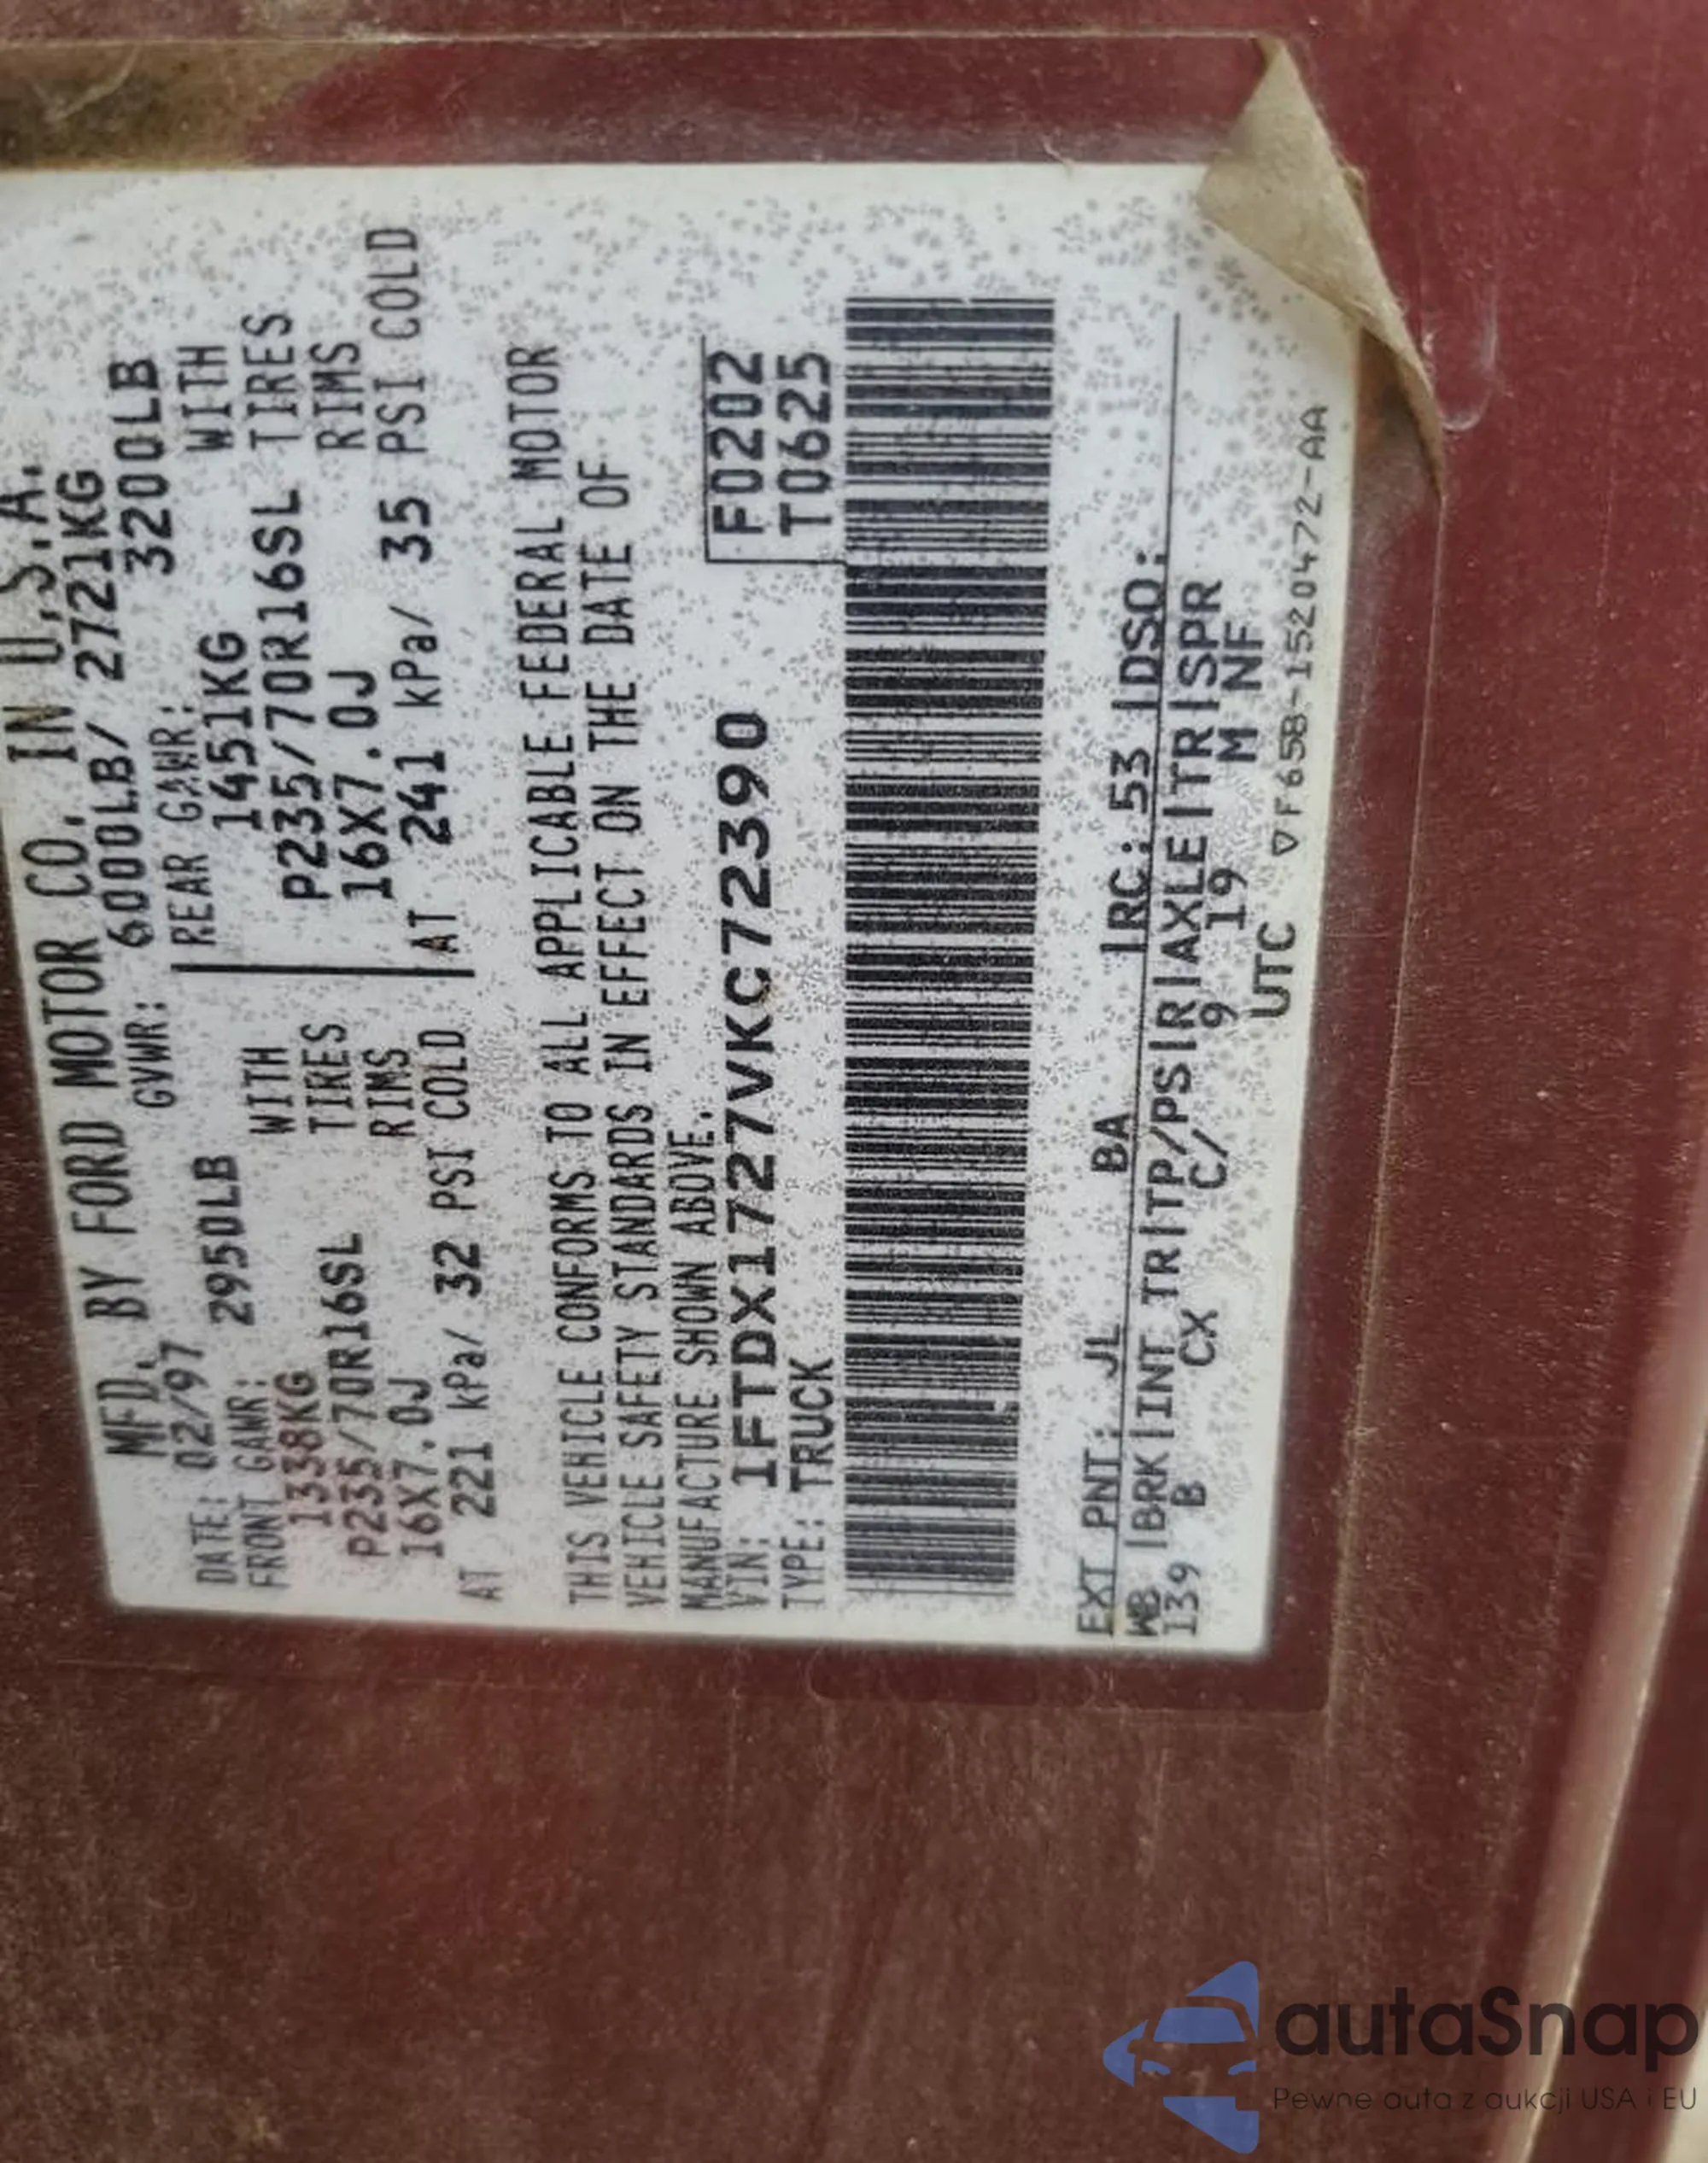 MFD. BY FORD MOTOR CO. IN U.S.A.
DATE: 02/97 GVWR: 6000LB/ 2721KG
FRONT GAWR: 2950LB REAR GAWR: 3200LB
1338KG WITH 1451KG WITH
P235/70R16SL TIRES P235/70R16SL TIRES
16X7.0J RIMS 16X7.0J RIMS
AT 221 kPa/ 32 PSI COLD AT 241 kPa/ 35 PSI COLD
THIS VEHICLE CONFORMS TO ALL APPLICABLE FEDERAL MOTOR
VEHICLE SAFETY STANDARDS IN EFFECT ON THE DATE OF
MANUFACTURE SHOWN ABOVE.
VIN: 1FTDX1727VKC72390 F0202
TYPE: TRUCK T0625
EXT PNT: JL BA RC: 53 DSO:
WB BRK INT TR TP/PS R AXLE TR SPR
139 B CX C/ 9 19 M NF
UTC ▽F65B-1520472-AA
autaSnap
Pewne auta z aukcji USA i EU